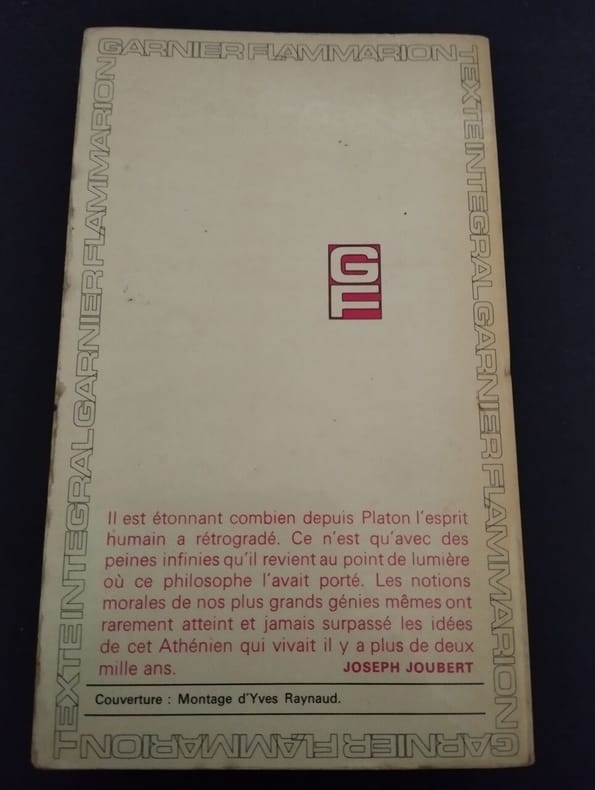 GARNIER FLAMMARION
TEXTE INTEGRAL GARNIER FLAMMARION
TEXTE INTEGRAL GARNIER FLAMMARION
GF
Il est étonnant combien depuis Platon l'esprit
humain a rétrogradé. Ce n'est qu'avec des
peines infinies qu'il revient au point de lumière
où ce philosophe l'avait porté. Les notions
morales de nos plus grands génies mêmes ont
rarement atteint et jamais surpassé les idées
de cet Athénien qui vivait il y a plus de deux
mille ans. JOSEPH JOUBERT
Couverture : Montage d'Yves Raynaud.
GARNIER FLAMMARION